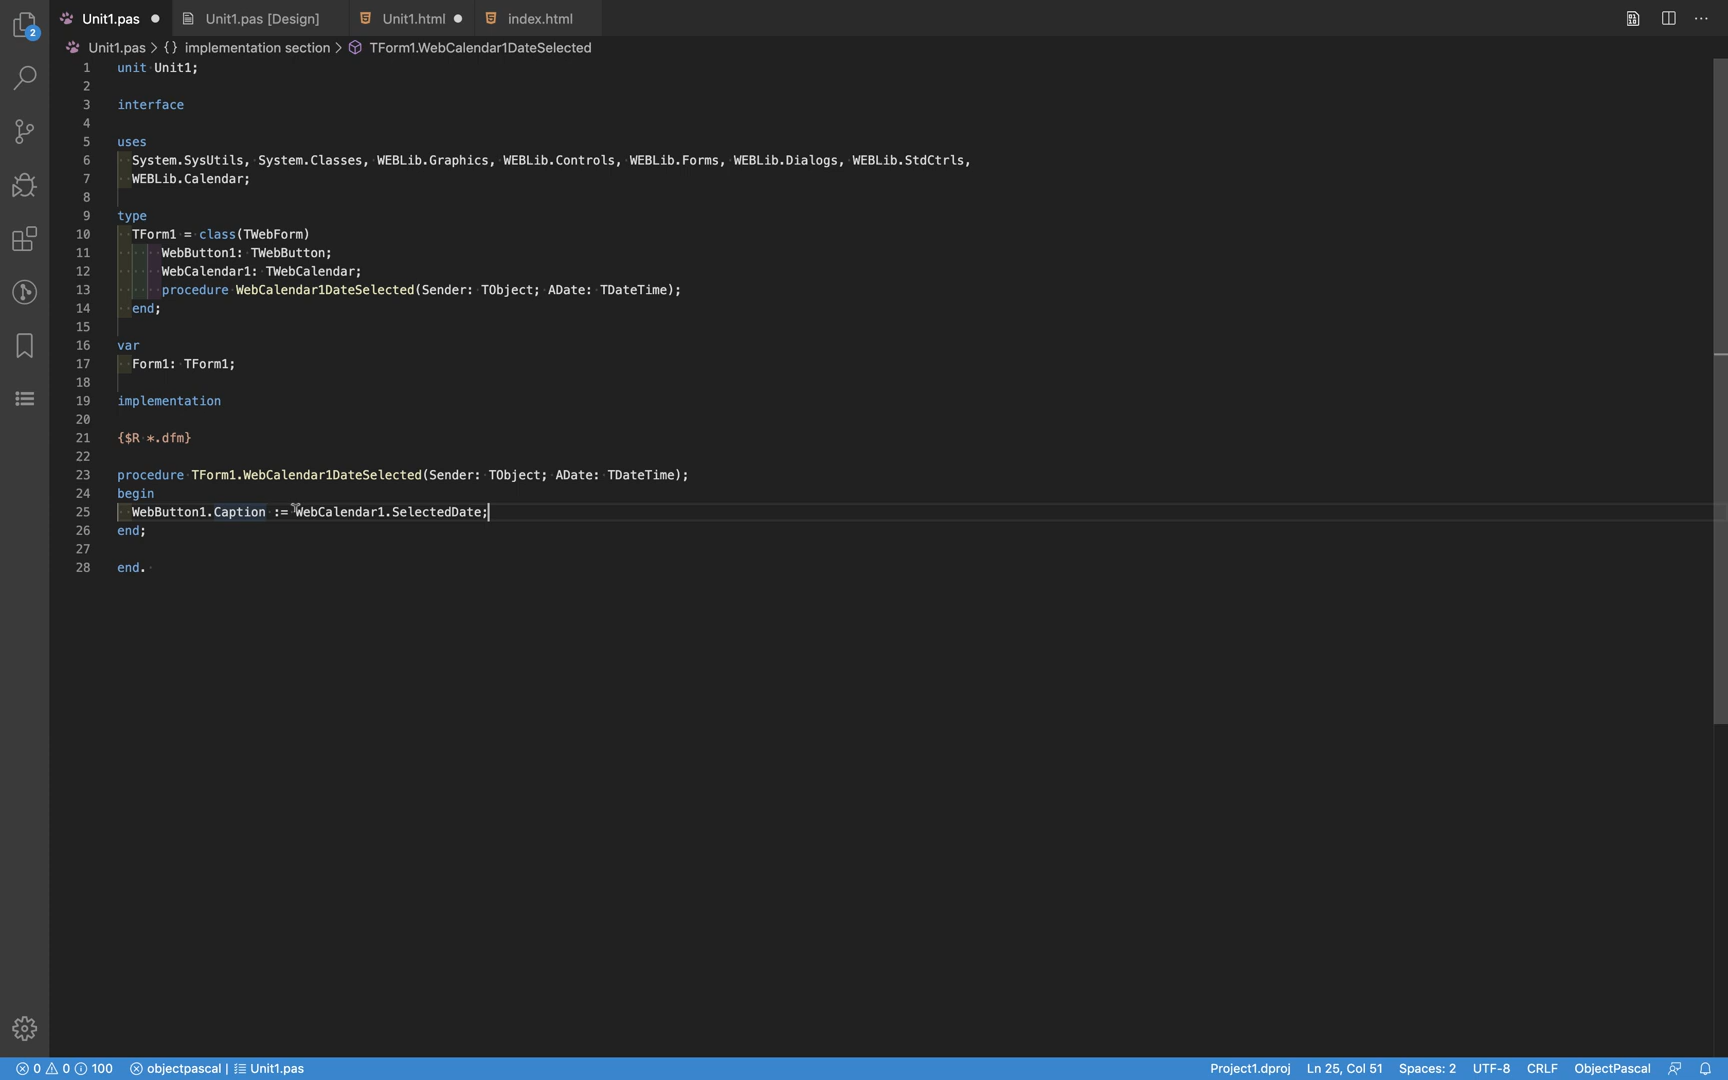 Unit1.pas
Unit1.pas [Design]
Unit1.html
index.html
Unit1.pas > {} implementation section > TForm1.WebCalendar1DateSelected
1 unit Unit1;
2
3 interface
4
5 uses
6 System.SysUtils, System.Classes, WEBLib.Graphics, WEBLib.Controls, WEBLib.Forms, WEBLib.Dialogs, WEBLib.StdCtrls,
7 WEBLib.Calendar;
8
9 type
10 TForm1 = class(TWebForm)
11 WebButton1: TWebButton;
12 WebCalendar1: TWebCalendar;
13 procedure WebCalendar1DateSelected(Sender: TObject; ADate: TDateTime);
14 end;
15
16 var
17 Form1: TForm1;
18
19 implementation
20
21 {$R *.dfm}
22
23 procedure TForm1.WebCalendar1DateSelected(Sender: TObject; ADate: TDateTime);
24 begin
25 WebButton1.Caption := WebCalendar1.SelectedDate;
26 end;
27
28 end.
2
0 0 100 objectpascal | Unit1.pas Project1.dproj Ln 25, Col 51 Spaces: 2 UTF-8 CRLF ObjectPascal